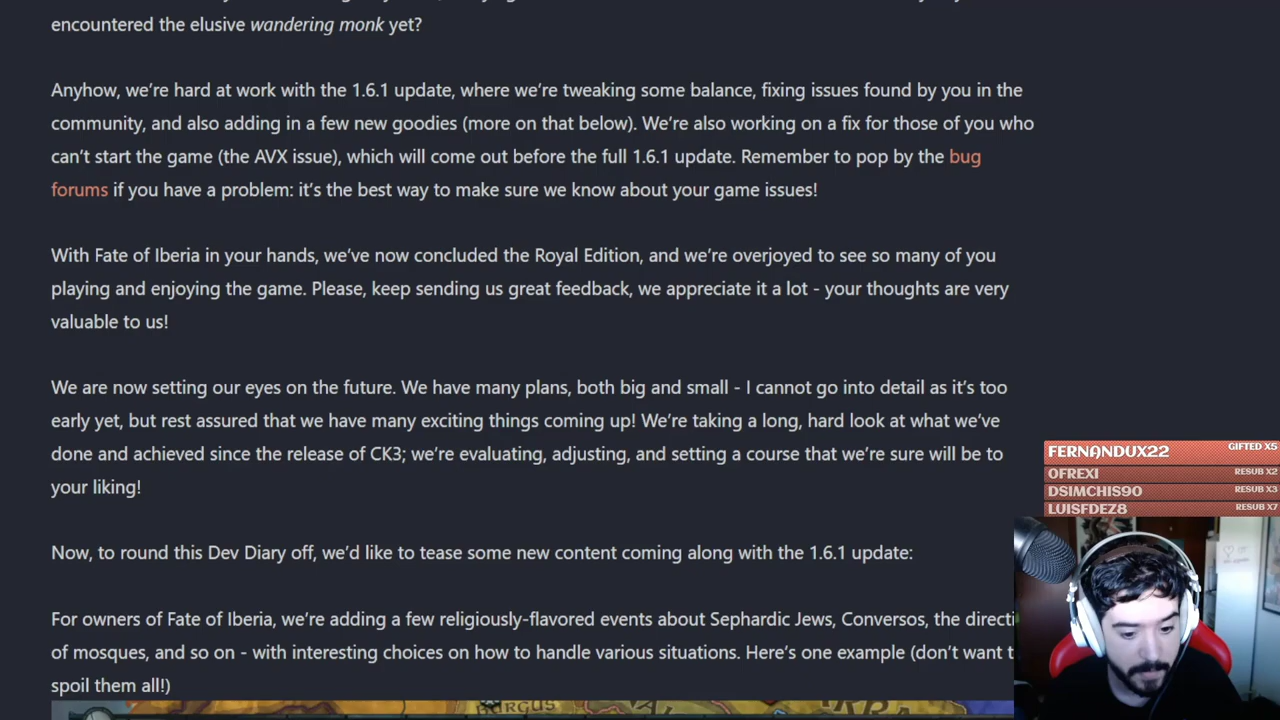 encountered the elusive wandering monk yet?
Anyhow, we're hard at work with the 1.6.1 update, where we're tweaking some balance, fixing issues found by you in the
community, and also adding in a few new goodies (more on that below). We're also working on a fix for those of you who
can't start the game (the AVX issue), which will come out before the full 1.6.1 update. Remember to pop by the bug
forums if you have a problem: it's the best way to make sure we know about your game issues!
With Fate of Iberia in your hands, we've now concluded the Royal Edition, and we're overjoyed to see so many of you
playing and enjoying the game. Please, keep sending us great feedback, we appreciate it a lot - your thoughts are very
valuable to us!
We are now setting our eyes on the future. We have many plans, both big and small - I cannot go into detail as it's too
early yet, but rest assured that we have many exciting things coming up! We're taking a long, hard look at what we've
done and achieved since the release of CK3; we're evaluating, adjusting, and setting a course that we're sure will be to
your liking!
FERNANDUX22 GIFTED X5
OFREXI RESUB X2
DSIMCHIS90 RESUB X3
LUISFDEZ8 RESUB X7
Now, to round this Dev Diary off, we'd like to tease some new content coming along with the 1.6.1 update:
For owners of Fate of Iberia, we're adding a few religiously-flavored events about Sephardic Jews, Conversos, the directi
of mosques, and so on - with interesting choices on how to handle various situations. Here's one example (don't want t
spoil them all!)